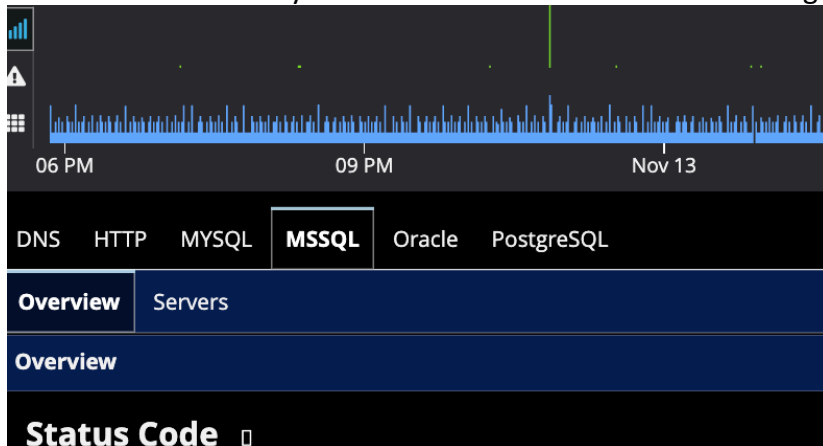 06 PM 09 PM Nov 13
DNS HTTP MYSQL MSSQL Oracle PostgreSQL
Overview Servers
Overview
Status Code